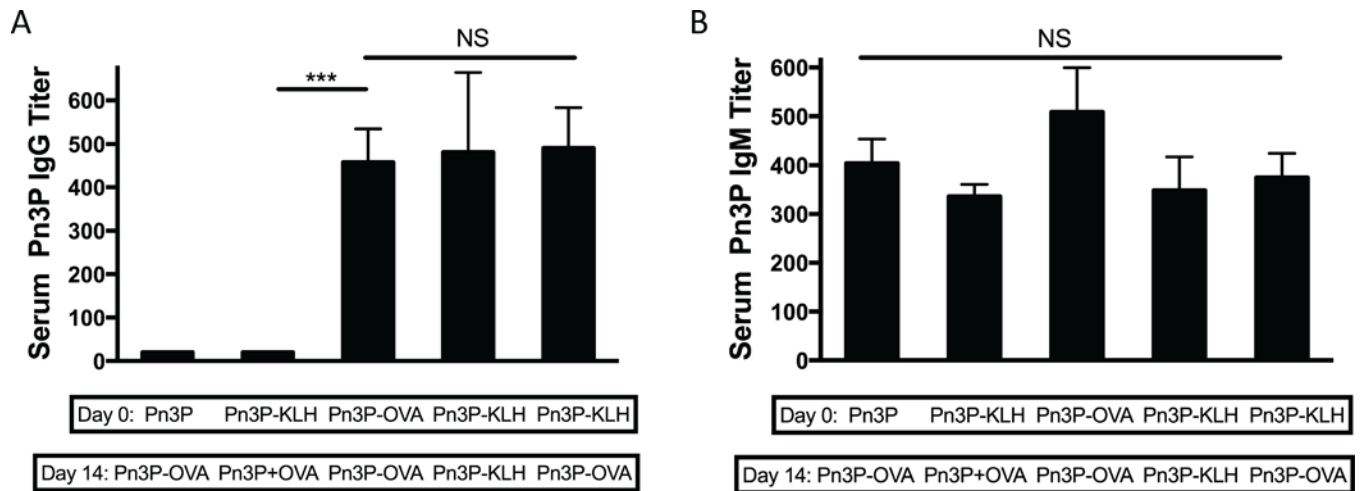 A
NS
***
Serum Pn3P IgG Titer
600
500
400
300
200
100
0
Day 0: Pn3P Pn3P-KLH Pn3P-OVA Pn3P-KLH Pn3P-KLH
Day 14: Pn3P-OVA Pn3P+OVA Pn3P-OVA Pn3P-KLH Pn3P-OVA
B
NS
Serum Pn3P IgM Titer
600
500
400
300
200
100
0
Day 0: Pn3P Pn3P-KLH Pn3P-OVA Pn3P-KLH Pn3P-KLH
Day 14: Pn3P-OVA Pn3P+OVA Pn3P-OVA Pn3P-KLH Pn3P-OVA